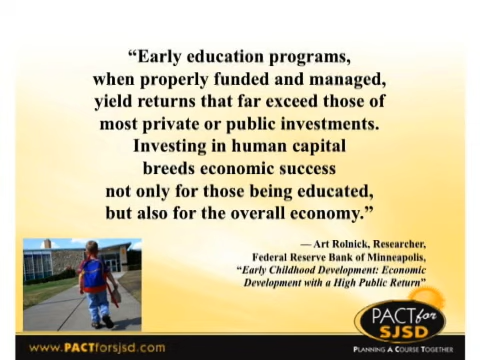 “Early education programs,
when properly funded and managed,
yield returns that far exceed those of
most private or public investments.
Investing in human capital
breeds economic success
not only for those being educated,
but also for the overall economy.”
— Art Rolnick, Researcher,
Federal Reserve Bank of Minneapolis,
“Early Childhood Development: Economic
Development with a High Public Return”
PACT for
SJSD
PLANNING A COURSE TOGETHER
www.PACTforsjsd.com